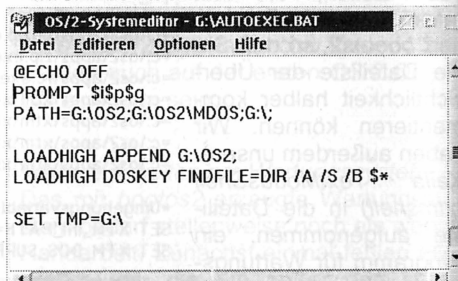 OS/2-Systemeditor - G:\AUTOEXEC.BAT
Datei Editieren Optionen Hilfe
@ECHO OFF
PROMPT $i$p$g
PATH=G:\OS2;G:\OS2\MDOS;G:\;
LOADHIGH APPEND G:\OS2;
LOADHIGH DOSKEY FINDFILE=DIR /A /S /B $*
SET TMP=G:\